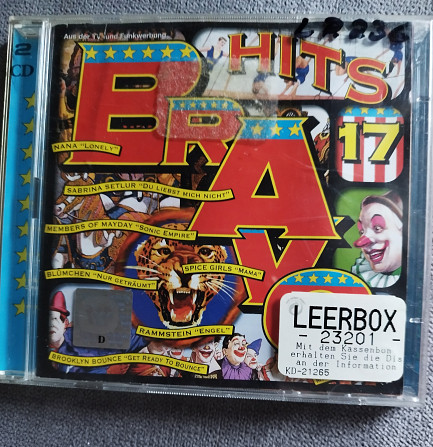 Aus der TV und Funkwerbung
2
CD
HITS
BRAVO
17
NANA "LONELY"
SABRINA SETLUR "DU LIEBST MICH NICHT"
MEMBERS OF MAYDAY "SONIC EMPIRE"
SPICE GIRLS "MAMA"
BLÜMCHEN "NUR GETRÄUMT"
RAMMSTEIN "ENGEL"
D
BROOKLYN BOUNCE "GET READY TO BOUNCE"
LEERBOX
- 23201 -
Mit dem Kassenbon
erhalten Sie die Dis
an der Information
KD-21265